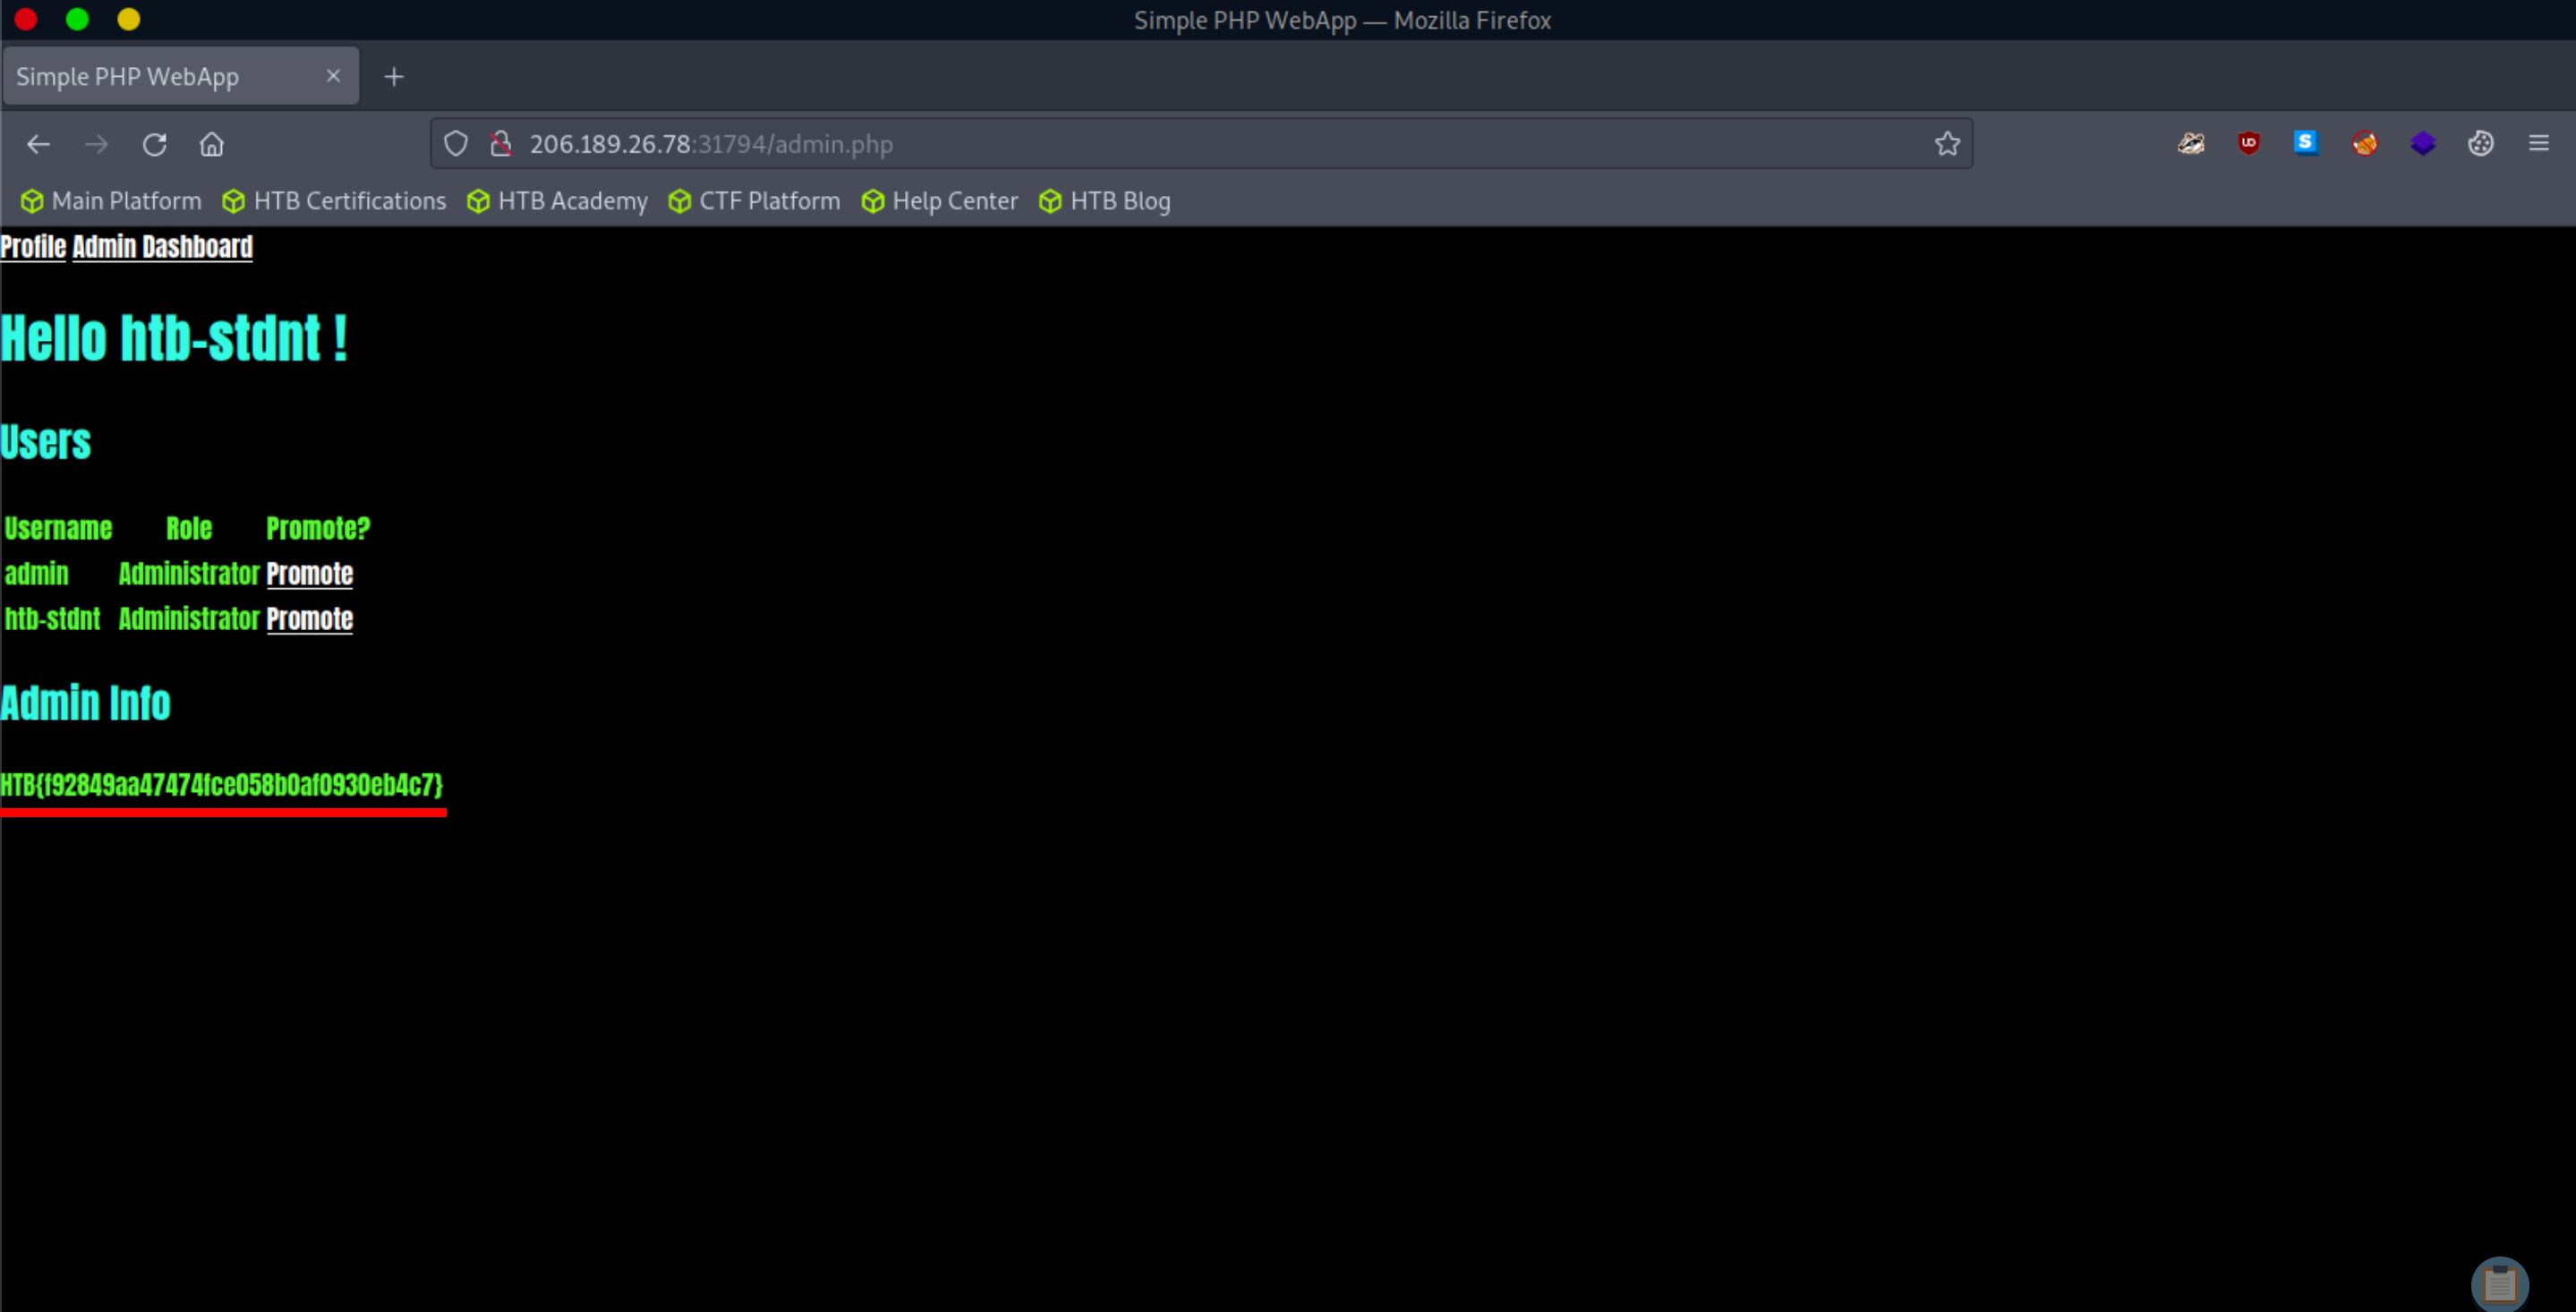 Simple PHP WebApp — Mozilla Firefox
Simple PHP WebApp
206.189.26.78:31794/admin.php
Main Platform HTB Certifications HTB Academy CTF Platform Help Center HTB Blog
Profile Admin Dashboard
Hello htb-stdnt !
Users
Username Role Promote?
admin Administrator Promote
htb-stdnt Administrator Promote
Admin Info
HTB{f92849aa47474fce058b0af0930eb4c7}